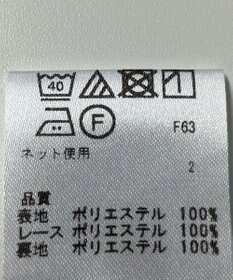 40
F F63
ネット使用
2
品質
表地 ポリエステル 100%
レース ポリエステル 100%
裏地 ポリエステル 100%